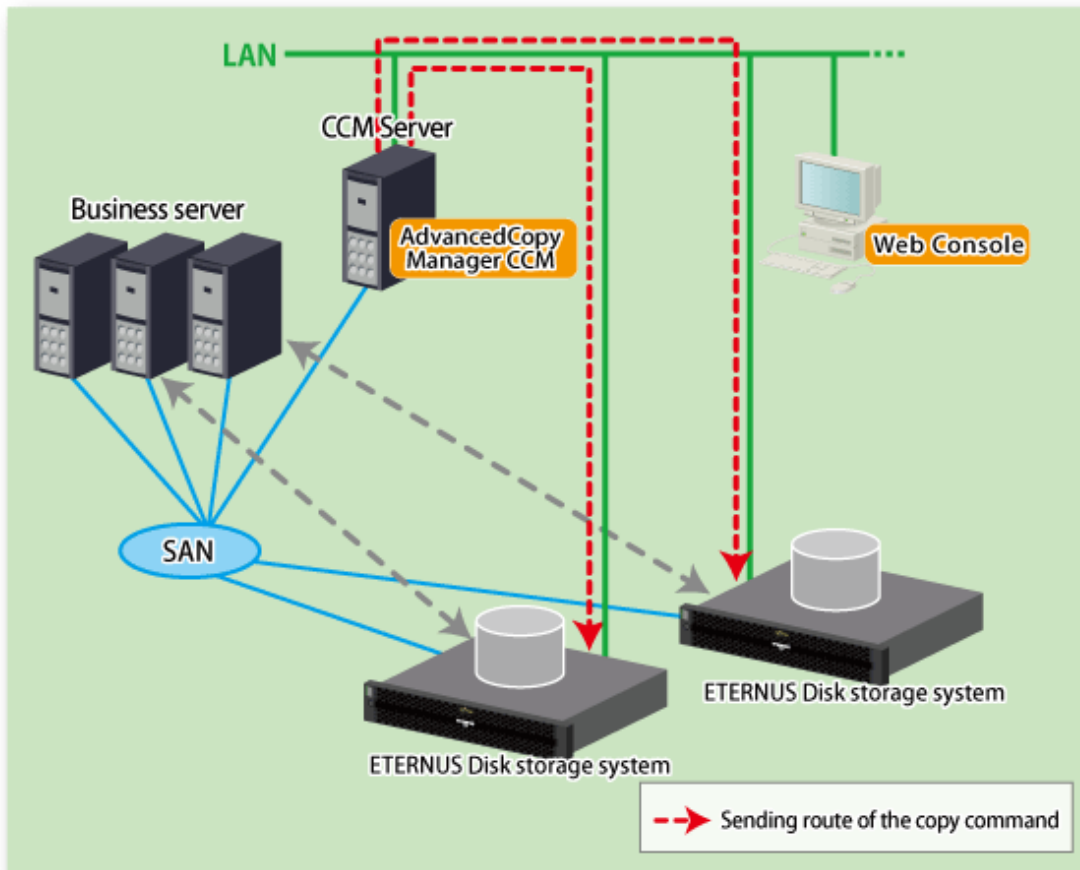 LAN
CCM Server
Business server
AdvancedCopy
Manager CCM
Web Console
SAN
ETERNUS Disk storage system
ETERNUS Disk storage system
Sending route of the copy command